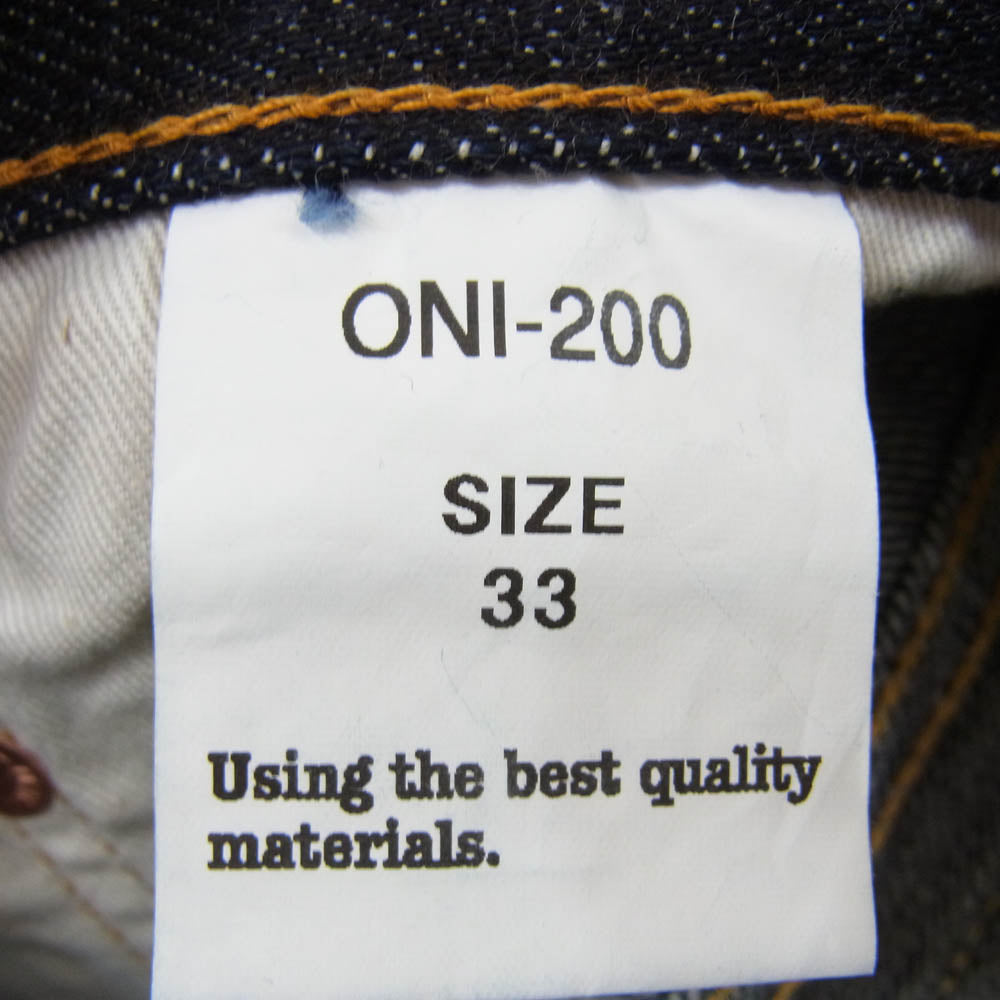 ONI-200
SIZE
33
Using the best quality
materials.